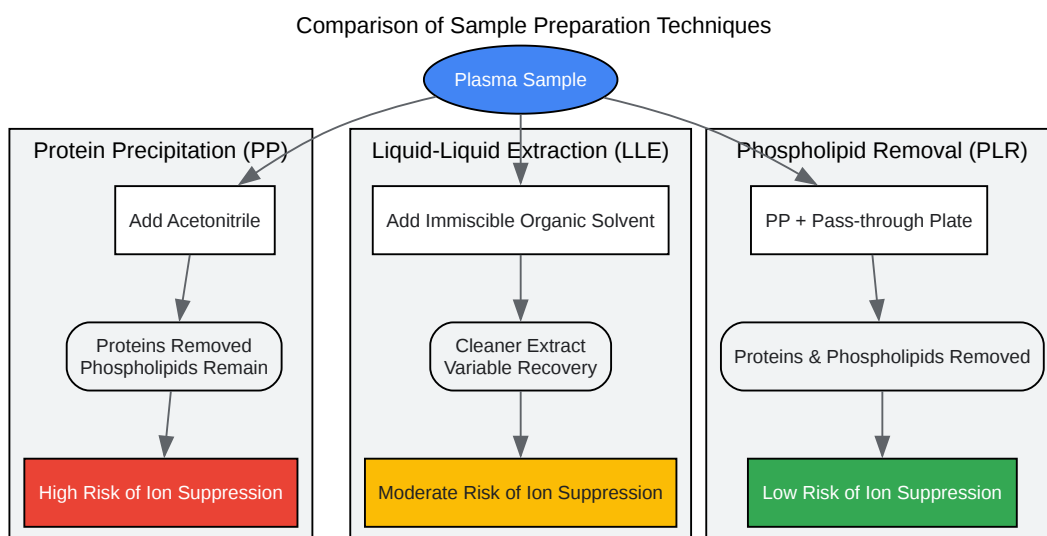 Comparison of Sample Preparation Techniques
Plasma Sample
Protein Precipitation (PP)
Add Acetonitrile
Proteins Removed
Phospholipids Remain
High Risk of Ion Suppression
Liquid-Liquid Extraction (LLE)
Add Immiscible Organic Solvent
Cleaner Extract
Variable Recovery
Moderate Risk of Ion Suppression
Phospholipid Removal (PLR)
PP + Pass-through Plate
Proteins & Phospholipids Removed
Low Risk of Ion Suppression